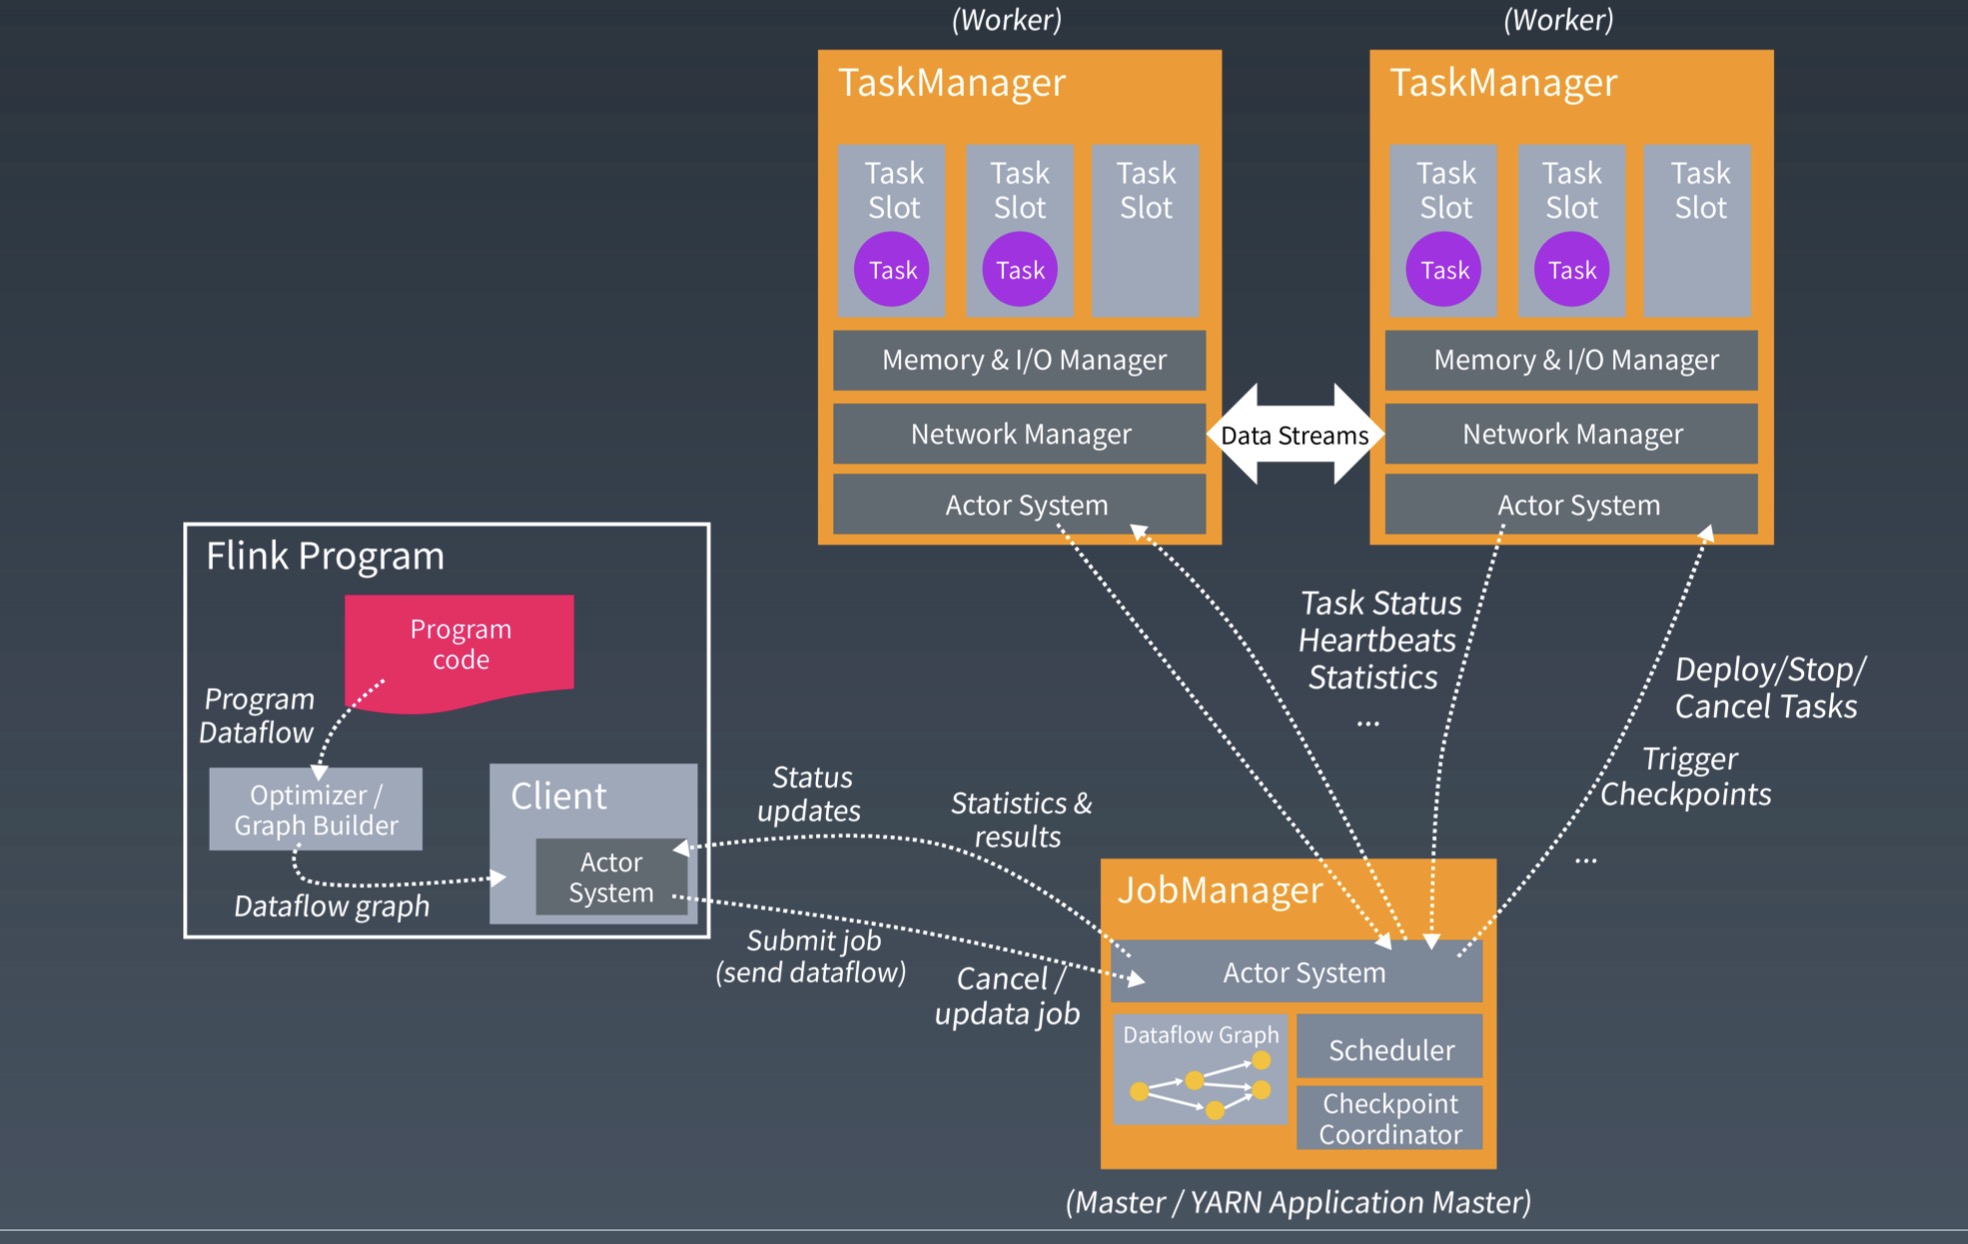 (Worker)
TaskManager
Task
Slot
Task
Task
Slot
Task
Task
Slot
Memory & I/O Manager
Network Manager
Actor System
Data Streams
(Worker)
TaskManager
Task
Slot
Task
Task
Slot
Task
Task
Slot
Memory & I/O Manager
Network Manager
Actor System
Flink Program
Program
code
Program
Dataflow
Optimizer /
Graph Builder
Dataflow graph
Client
Actor
System
Status
updates
Statistics &
results
Submit job
(send dataflow)
Cancel /
updata job
Task Status
Heartbeats
Statistics
...
Deploy/Stop/
Cancel Tasks
Trigger
Checkpoints
...
JobManager
Actor System
Dataflow Graph
Scheduler
Checkpoint
Coordinator
(Master / YARN Application Master)